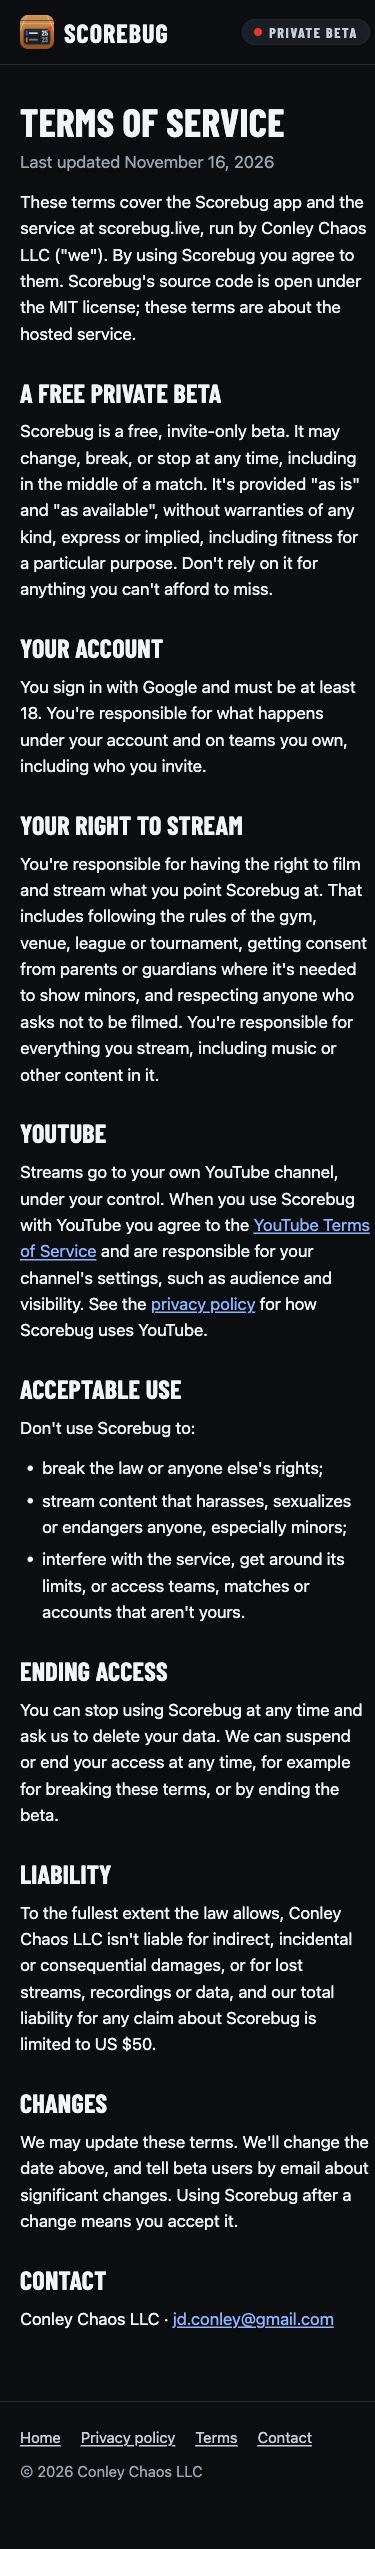 SCOREBUG
PRIVATE BETA
TERMS OF SERVICE
Last updated November 16, 2026
These terms cover the Scorebug app and the
service at scorebug.live, run by Conley Chaos
LLC ("we"). By using Scorebug you agree to
them. Scorebug's source code is open under
the MIT license; these terms are about the
hosted service.
A FREE PRIVATE BETA
Scorebug is a free, invite-only beta. It may
change, break, or stop at any time, including
in the middle of a match. It's provided "as is"
and "as available", without warranties of any
kind, express or implied, including fitness for
a particular purpose. Don't rely on it for
anything you can't afford to miss.
YOUR ACCOUNT
You sign in with Google and must be at least
18. You're responsible for what happens
under your account and on teams you own,
including who you invite.
YOUR RIGHT TO STREAM
You're responsible for having the right to film
and stream what you point Scorebug at. That
includes following the rules of the gym,
venue, league or tournament, getting consent
from parents or guardians where it's needed
to show minors, and respecting anyone who
asks not to be filmed. You're responsible for
everything you stream, including music or
other content in it.
YOUTUBE
Streams go to your own YouTube channel,
under your control. When you use Scorebug
with YouTube you agree to the YouTube Terms
of Service and are responsible for your
channel's settings, such as audience and
visibility. See the privacy policy for how
Scorebug uses YouTube.
ACCEPTABLE USE
Don't use Scorebug to:
• break the law or anyone else's rights;
• stream content that harasses, sexualizes
or endangers anyone, especially minors;
• interfere with the service, get around its
limits, or access teams, matches or
accounts that aren't yours.
ENDING ACCESS
You can stop using Scorebug at any time and
ask us to delete your data. We can suspend
or end your access at any time, for example
for breaking these terms, or by ending the
beta.
LIABILITY
To the fullest extent the law allows, Conley
Chaos LLC isn't liable for indirect, incidental
or consequential damages, or for lost
streams, recordings or data, and our total
liability for any claim about Scorebug is
limited to US $50.
CHANGES
We may update these terms. We'll change the
date above, and tell beta users by email about
significant changes. Using Scorebug after a
change means you accept it.
CONTACT
Conley Chaos LLC · jd.conley@gmail.com
Home Privacy policy Terms Contact
© 2026 Conley Chaos LLC